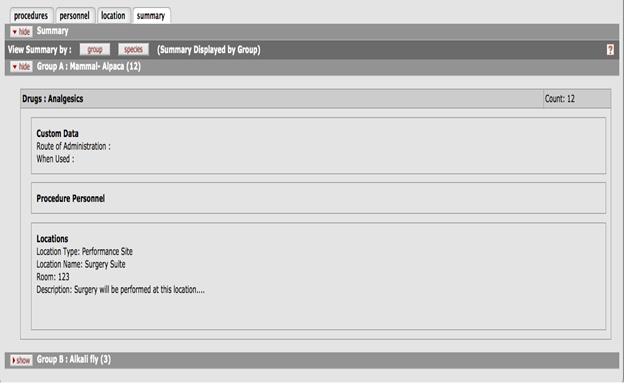 procedures personnel location summary
▼ hide Summary
View Summary by : group species (Summary Displayed by Group) ?
▼ hide Group A : Mammal- Alpaca (12)
Drugs : Analgesics Count: 12
Custom Data
Route of Administration :
When Used :
Procedure Personnel
Locations
Location Type: Performance Site
Location Name: Surgery Suite
Room: 123
Description: Surgery will be performed at this location....
▶ show Group B : Alkali fly (3)